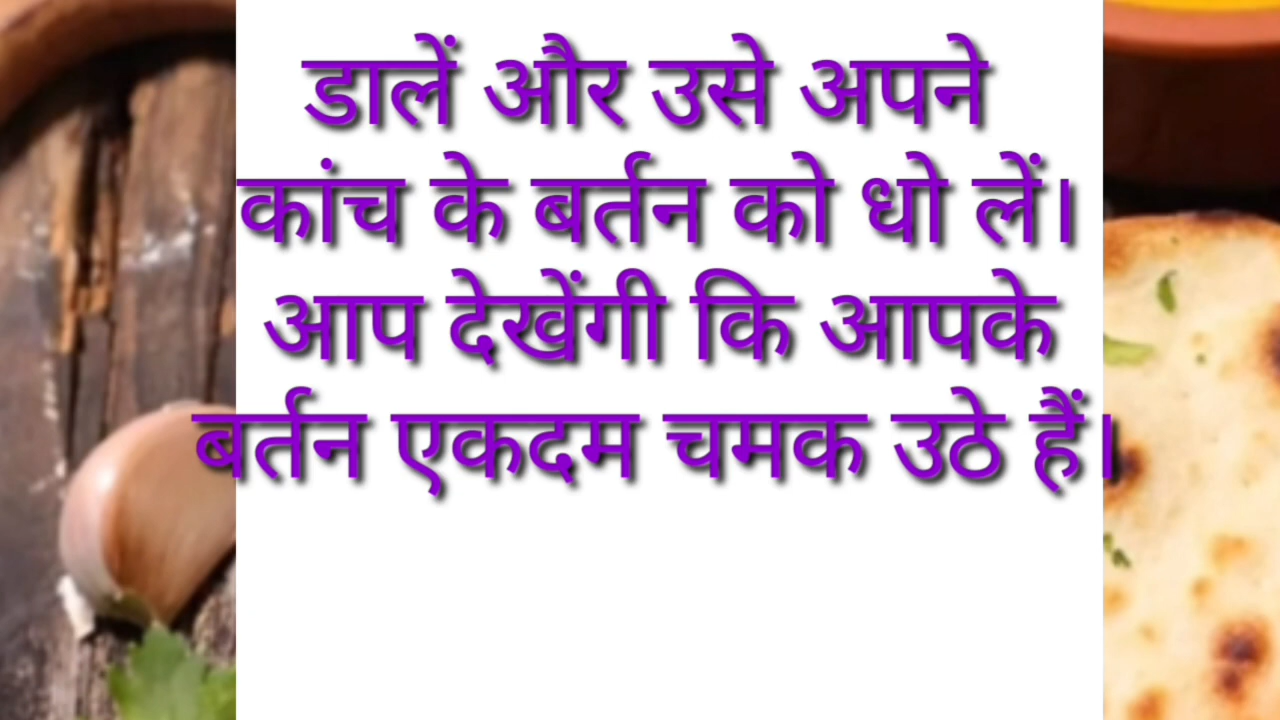 डालें और उसे अपने
कांच के बर्तन को धो लें।
आप देखेंगी कि आपके
बर्तन एकदम चमक उठे हैं।